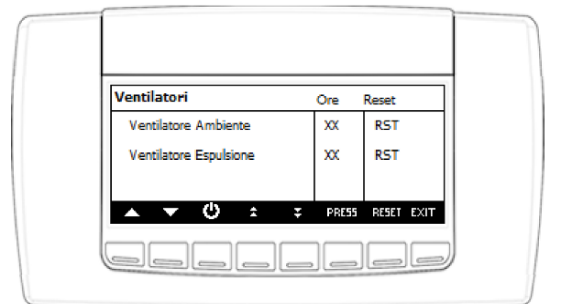 Ventilatori Ore Reset
Ventilatore Ambiente XX RST
Ventilatore Espulsione XX RST
PRESS RESET EXIT